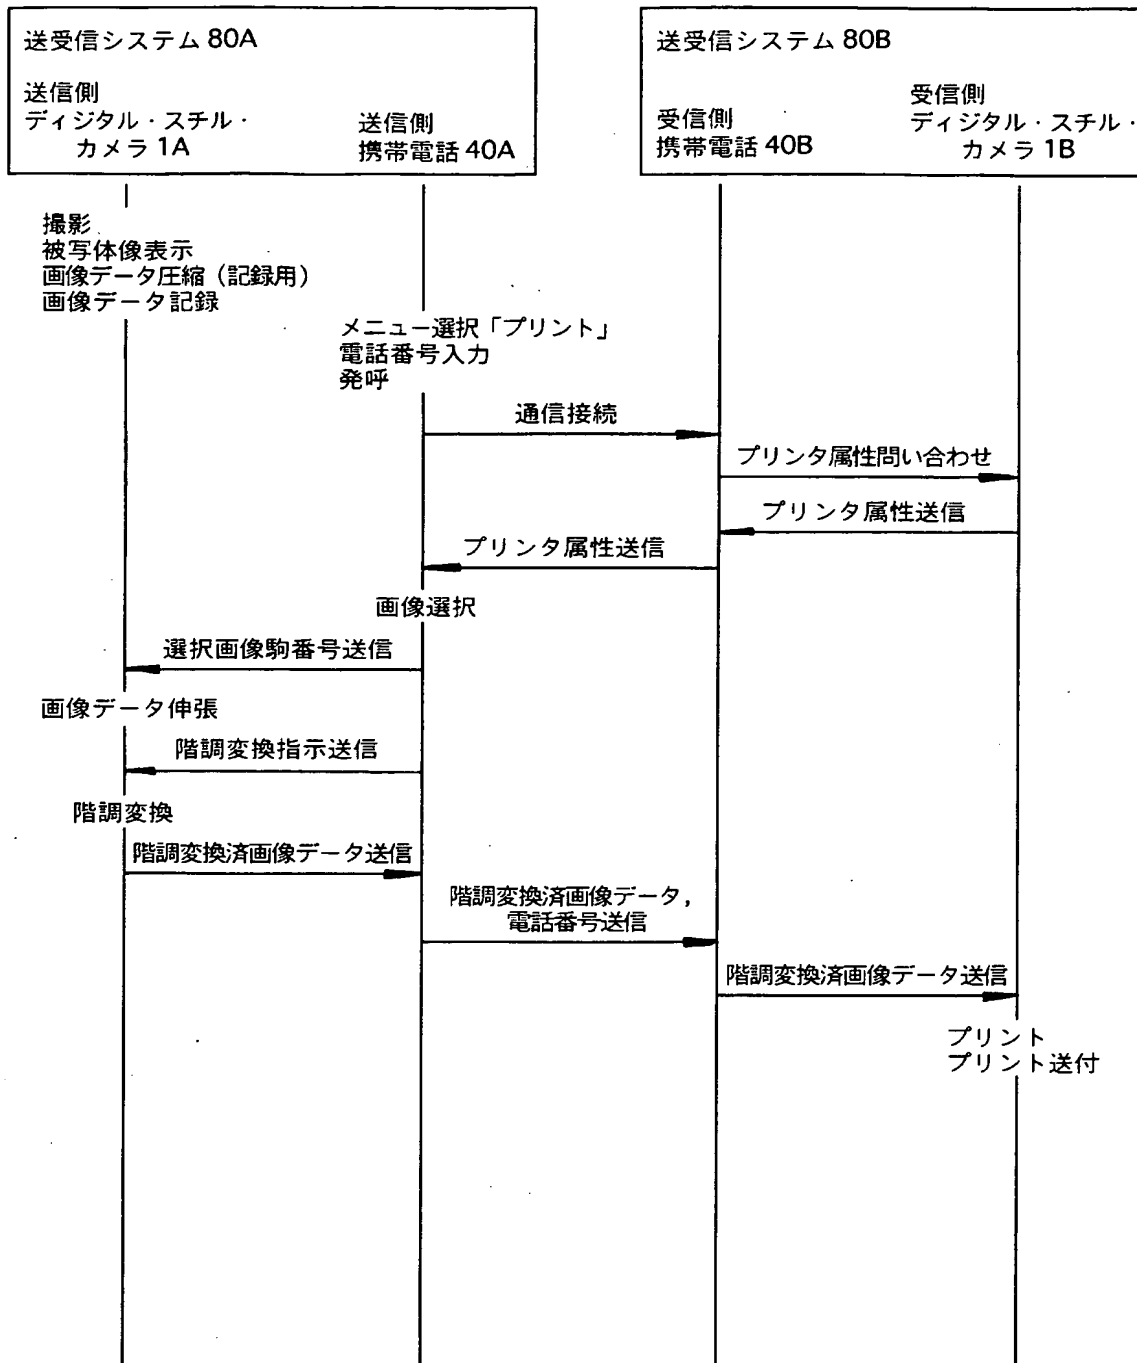 送受信システム 80A
送信側
ディジタル・スチル・
カメラ 1A
送信側
携帯電話 40A
送受信システム 80B
受信側
携帯電話 40B
受信側
ディジタル・スチル・
カメラ 1B
撮影
被写体像表示
画像データ圧縮（記録用）
画像データ記録
メニュー選択「プリント」
電話番号入力
発呼
通信接続
プリンタ属性問い合わせ
プリンタ属性送信
プリンタ属性送信
画像選択
選択画像駒番号送信
画像データ伸張
階調変換指示送信
階調変換
階調変換済画像データ送信
階調変換済画像データ，
電話番号送信
階調変換済画像データ送信
プリント
プリント送付